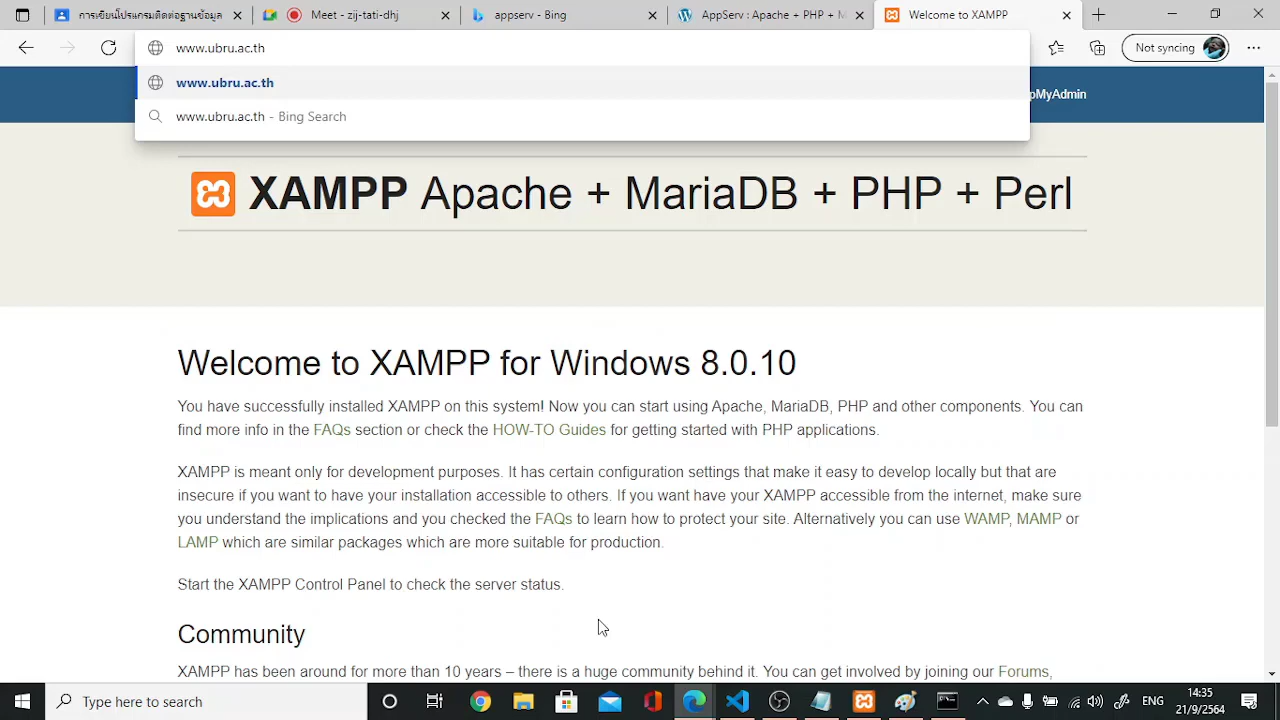 การเขียนโปรแกรมติดต่อฐานข้อมูล
Meet - zij-tati-dhj
appserv - Bing
AppServ : Apache + PHP + M
Welcome to XAMPP
www.ubru.ac.th
Not syncing
www.ubru.ac.th
www.ubru.ac.th - Bing Search
pMyAdmin
XAMPP Apache + MariaDB + PHP + Perl
Welcome to XAMPP for Windows 8.0.10
You have successfully installed XAMPP on this system! Now you can start using Apache, MariaDB, PHP and other components. You can
find more info in the FAQs section or check the HOW-TO Guides for getting started with PHP applications.
XAMPP is meant only for development purposes. It has certain configuration settings that make it easy to develop locally but that are
insecure if you want to have your installation accessible to others. If you want have your XAMPP accessible from the internet, make sure
you understand the implications and you checked the FAQs to learn how to protect your site. Alternatively you can use WAMP, MAMP or
LAMP which are similar packages which are more suitable for production.
Start the XAMPP Control Panel to check the server status.
Community
XAMPP has been around for more than 10 years – there is a huge community behind it. You can get involved by joining our Forums,
Type here to search
ENG
14:35
21/9/2564